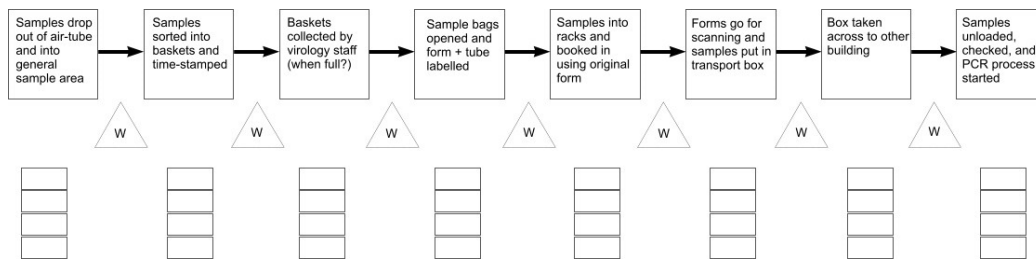 Samples drop
out of air-tube
and into
general
sample area
Samples
sorted into
baskets and
time-stamped
Baskets
collected by
virology staff
(when full?)
Sample bags
opened and
form + tube
labelled
Samples into
racks and
booked in
using original
form
Forms go for
scanning and
samples put in
transport box
Box taken
across to other
building
Samples
unloaded,
checked, and
PCR process
started
W
W
W
W
W
W
W